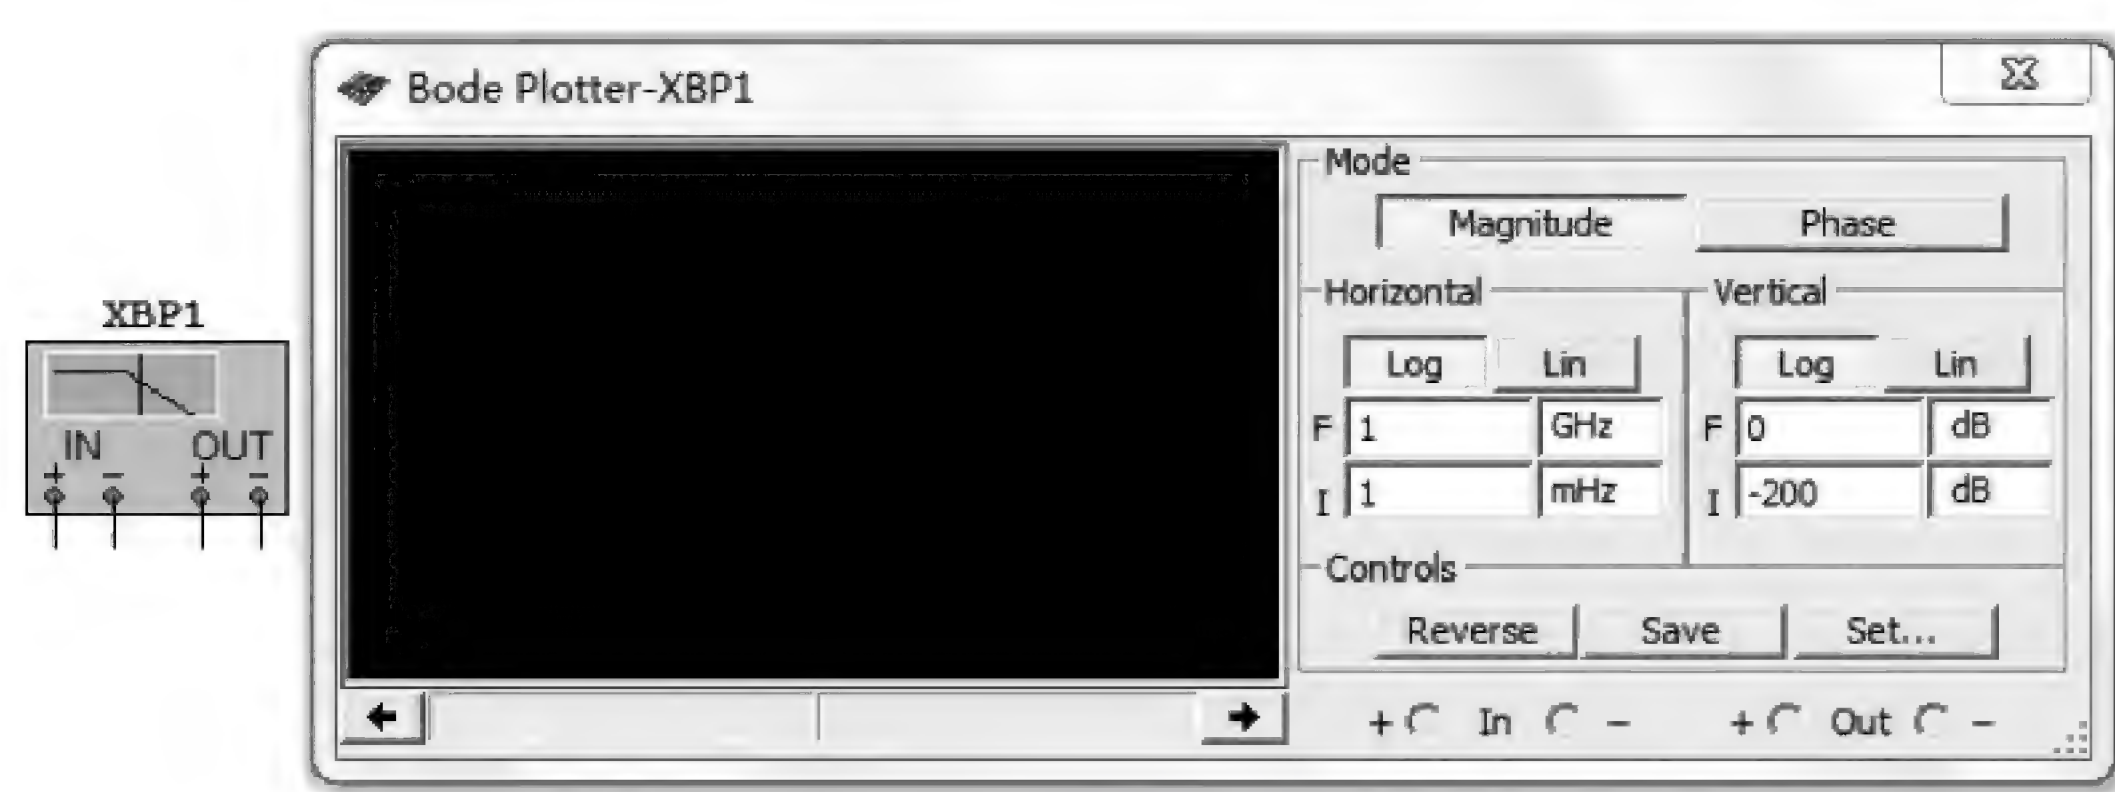 XBP1
IN OUT
+ − + −
Bode Plotter-XBP1
Mode
Magnitude Phase
Horizontal Vertical
Log Lin Log Lin
F 1 GHz F 0 dB
I 1 mHz I -200 dB
Controls
Reverse Save Set...
+ In − + Out −